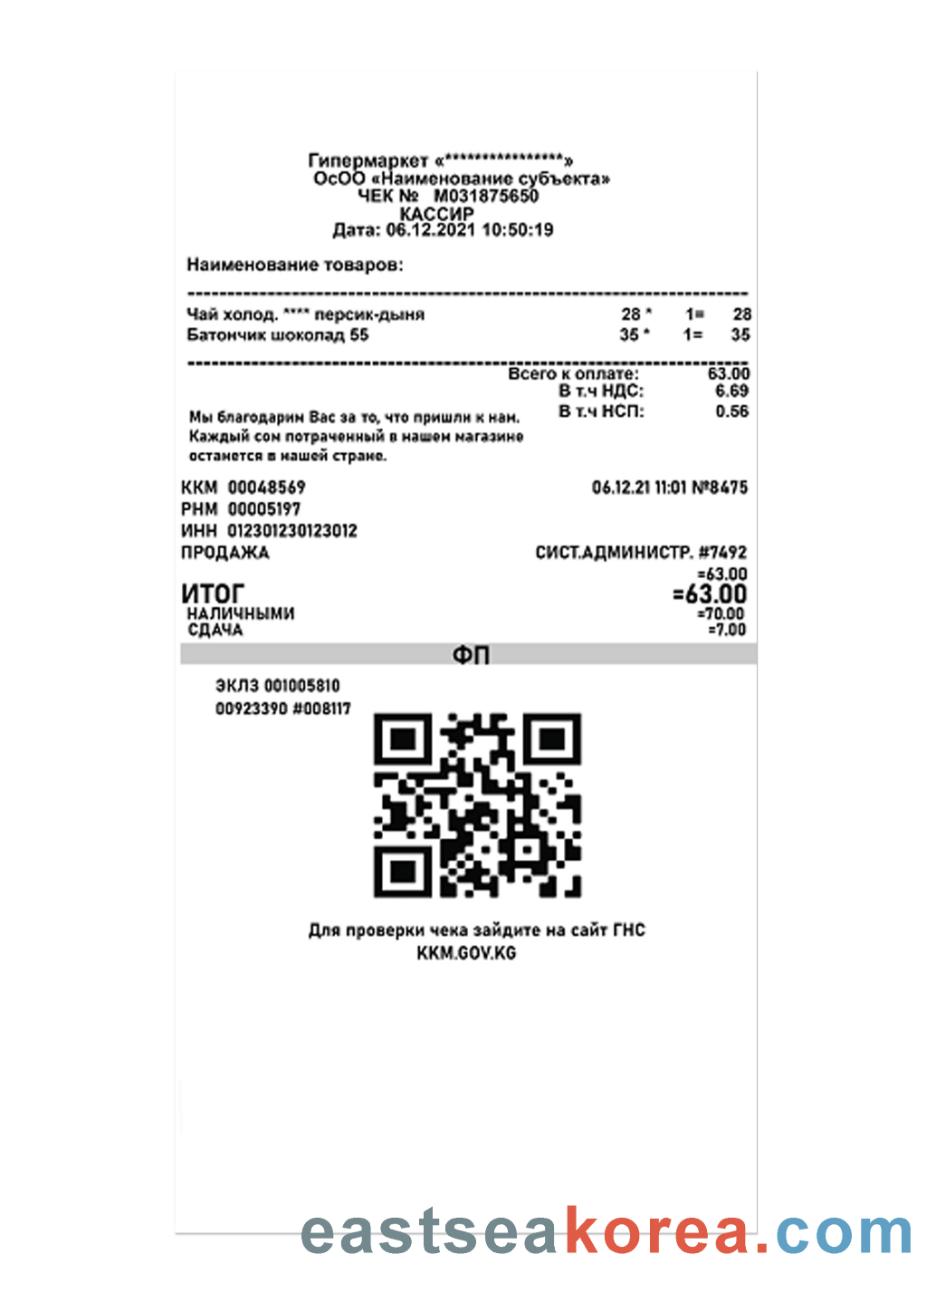 Гипермаркет «****************»
ОсОО «Наименование субъекта»
ЧЕК № М031875650
КАССИР
Дата: 06.12.2021 10:50:19
Наименование товаров:
Чай холод. **** персик-дыня 28 * 1= 28
Батончик шоколад 55 35 * 1= 35
Всего к оплате: 63.00
В т.ч НДС: 6.69
В т.ч НСП: 0.56
Мы благодарим Вас за то, что пришли к нам.
Каждый сом потраченный в нашем магазине
останется в нашей стране.
ККМ 00048569 06.12.21 11:01 №8475
РНМ 00005197
ИНН 012301230123012
ПРОДАЖА СИСТ.АДМИНИСТР. #7492
=63.00
ИТОГ =63.00
НАЛИЧНЫМИ =70.00
СДАЧА =7.00
ФП
ЭКЛЗ 001005810
00923390 #008117
Для проверки чека зайдите на сайт ГНС
KKM.GOV.KG
eastseakorea.com